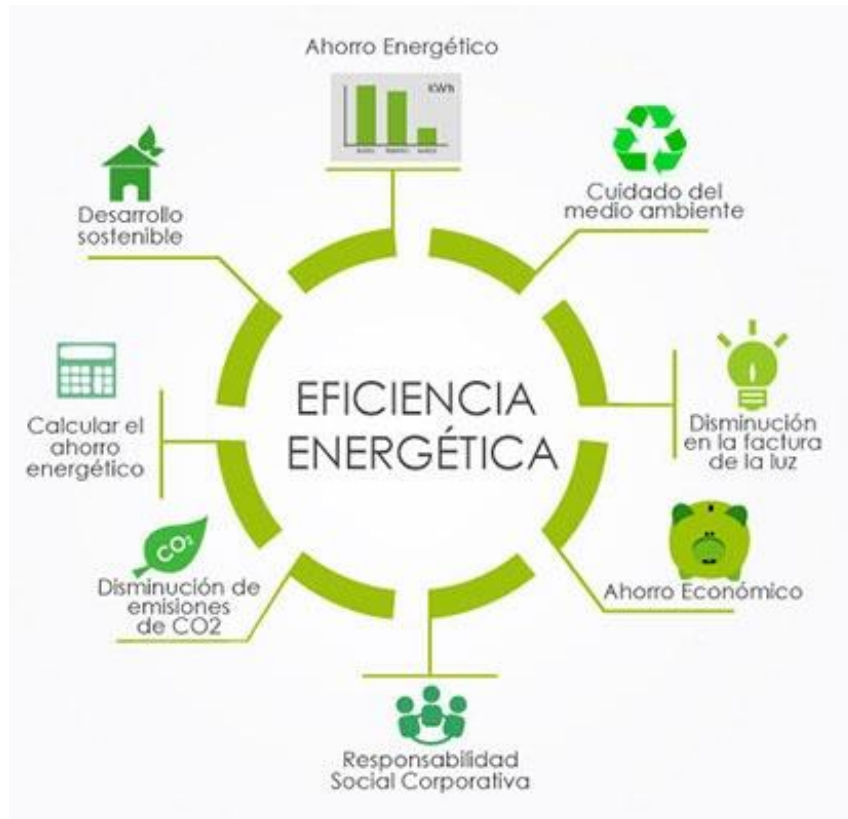 Ahorro Energético
KWh
Cuidado del
medio ambiente
Disminución
en la factura
de la luz
Ahorro Económico
Responsabilidad
Social Corporativa
CO₂
Disminución de
emisiones
de CO2
Calcular el
ahorro
energético
Desarrollo
sostenible
EFICIENCIA
ENERGÉTICA